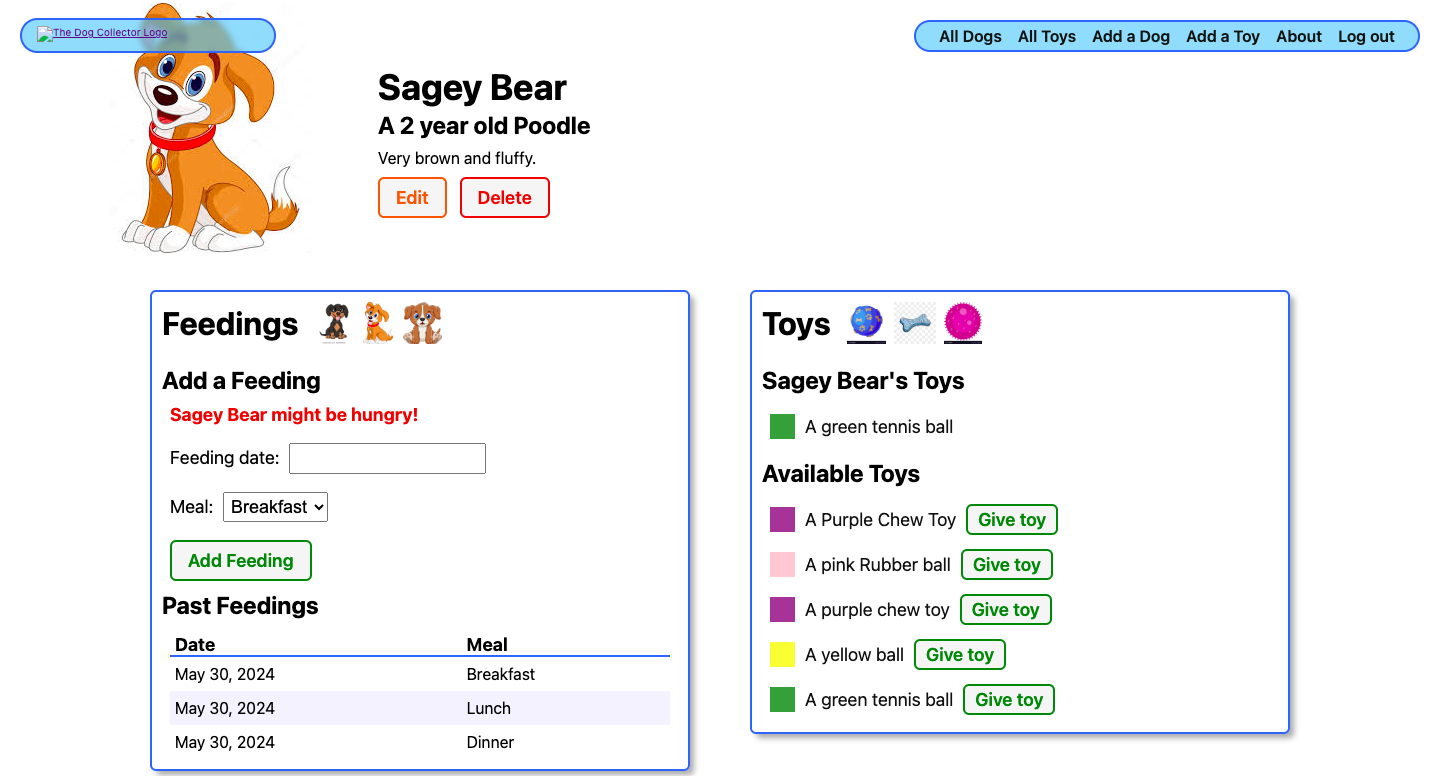 The Dog Collector Logo
All Dogs All Toys Add a Dog Add a Toy About Log out
Sagey Bear
A 2 year old Poodle
Very brown and fluffy.
Edit Delete
Feedings
Add a Feeding
Sagey Bear might be hungry!
Feeding date:
Meal: Breakfast
Add Feeding
Past Feedings
Date Meal
May 30, 2024 Breakfast
May 30, 2024 Lunch
May 30, 2024 Dinner
Toys
Sagey Bear's Toys
A green tennis ball
Available Toys
A Purple Chew Toy Give toy
A pink Rubber ball Give toy
A purple chew toy Give toy
A yellow ball Give toy
A green tennis ball Give toy